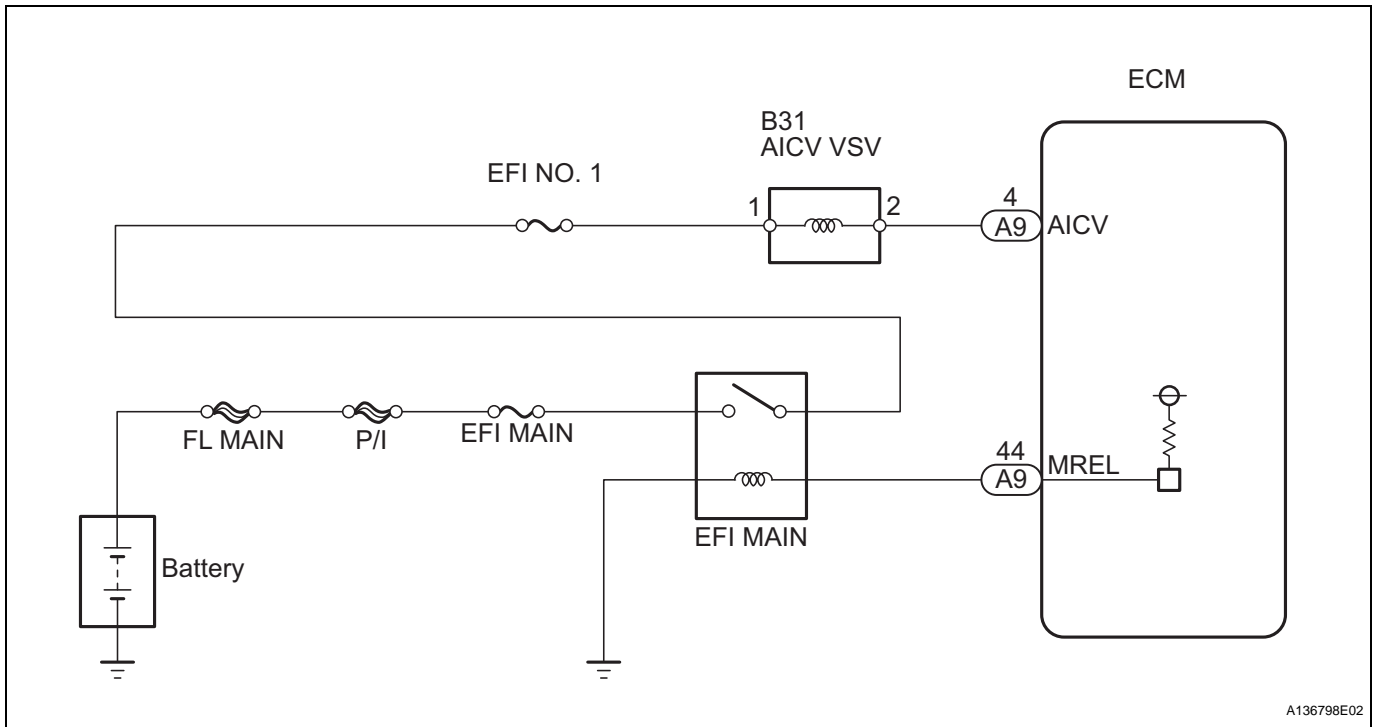 ECM
B31
AICV VSV
EFI NO. 1
1
2
4
A9
AICV
FL MAIN
P/I
EFI MAIN
44
A9
MREL
EFI MAIN
Battery
A136798E02